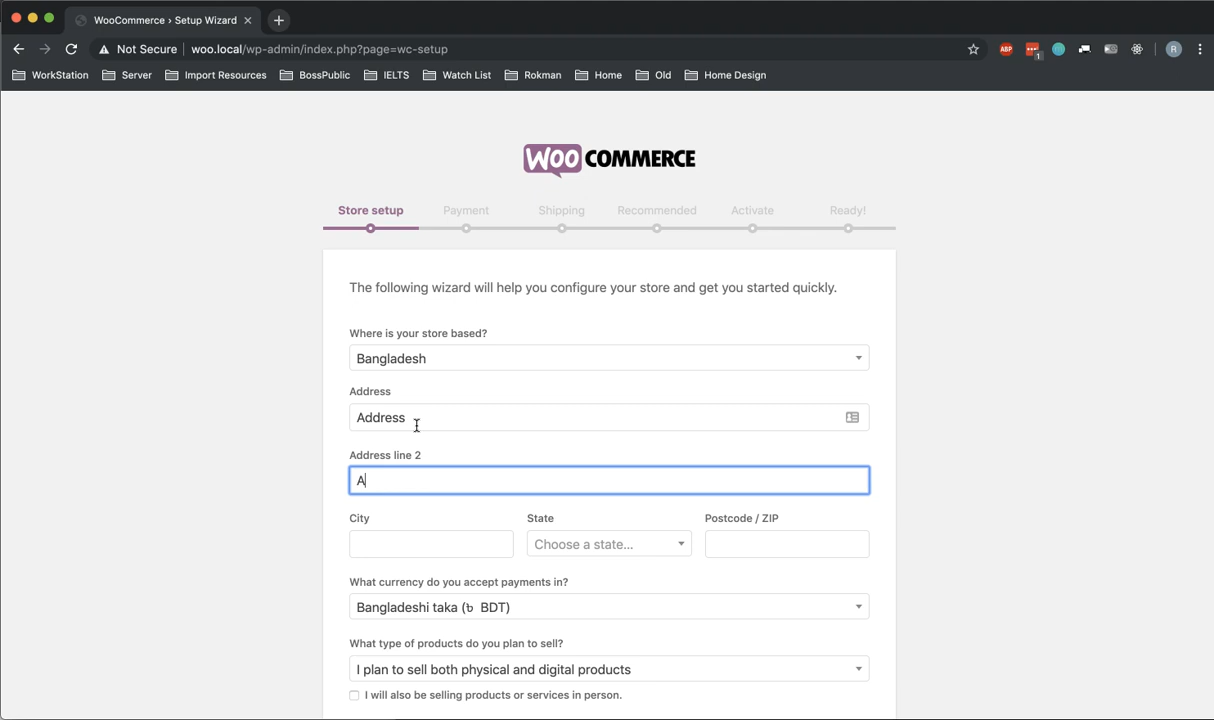 WooCommerce › Setup Wizard
Not Secure | woo.local/wp-admin/index.php?page=wc-setup
ABP
1
R
WorkStation Server Import Resources BossPublic IELTS Watch List Rokman Home Old Home Design
WOO COMMERCE
Store setup Payment Shipping Recommended Activate Ready!
The following wizard will help you configure your store and get you started quickly.
Where is your store based?
Bangladesh
Address
Address
Address line 2
A
City State Postcode / ZIP
Choose a state...
What currency do you accept payments in?
Bangladeshi taka (৳ BDT)
What type of products do you plan to sell?
I plan to sell both physical and digital products
I will also be selling products or services in person.